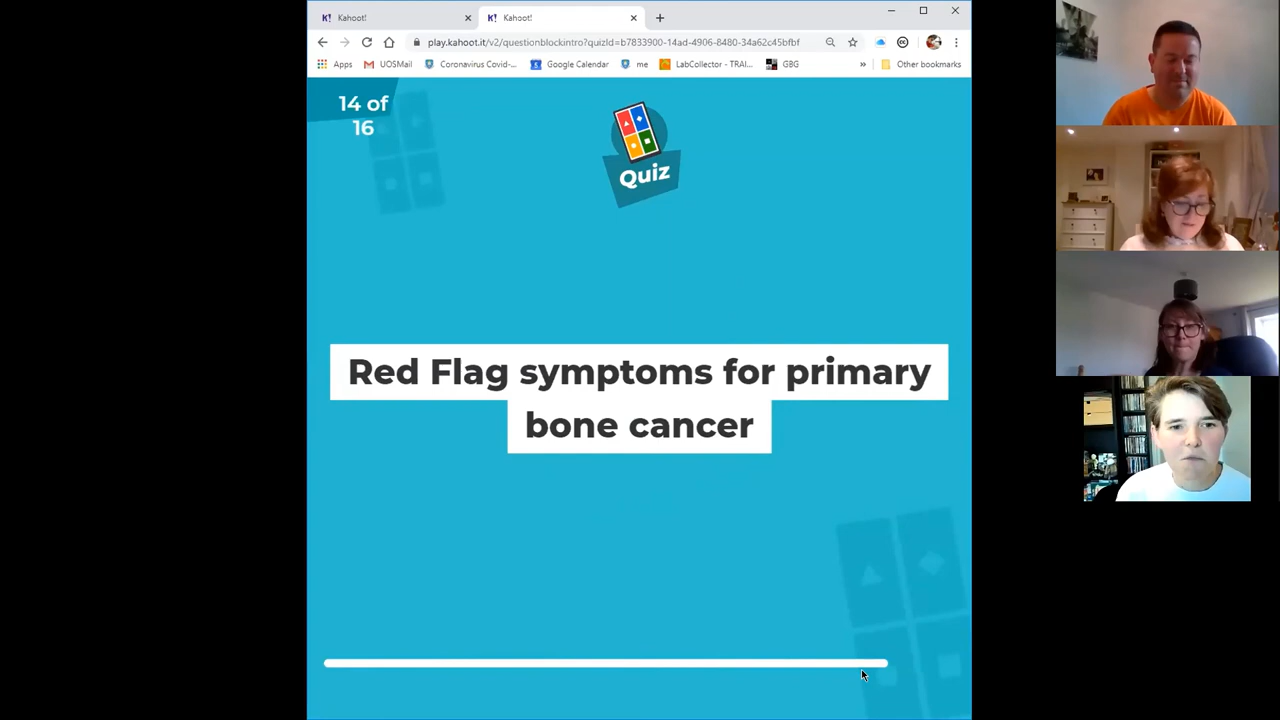 Kahoot!
Kahoot!
play.kahoot.it/v2/questionblockintro?quizId=b7833900-14ad-4906-8480-34a62c45bfbf
Apps UOSMail Coronavirus Covid-... Google Calendar me LabCollector - TRAI... GBG » Other bookmarks
14 of
16
Quiz
Red Flag symptoms for primary
bone cancer